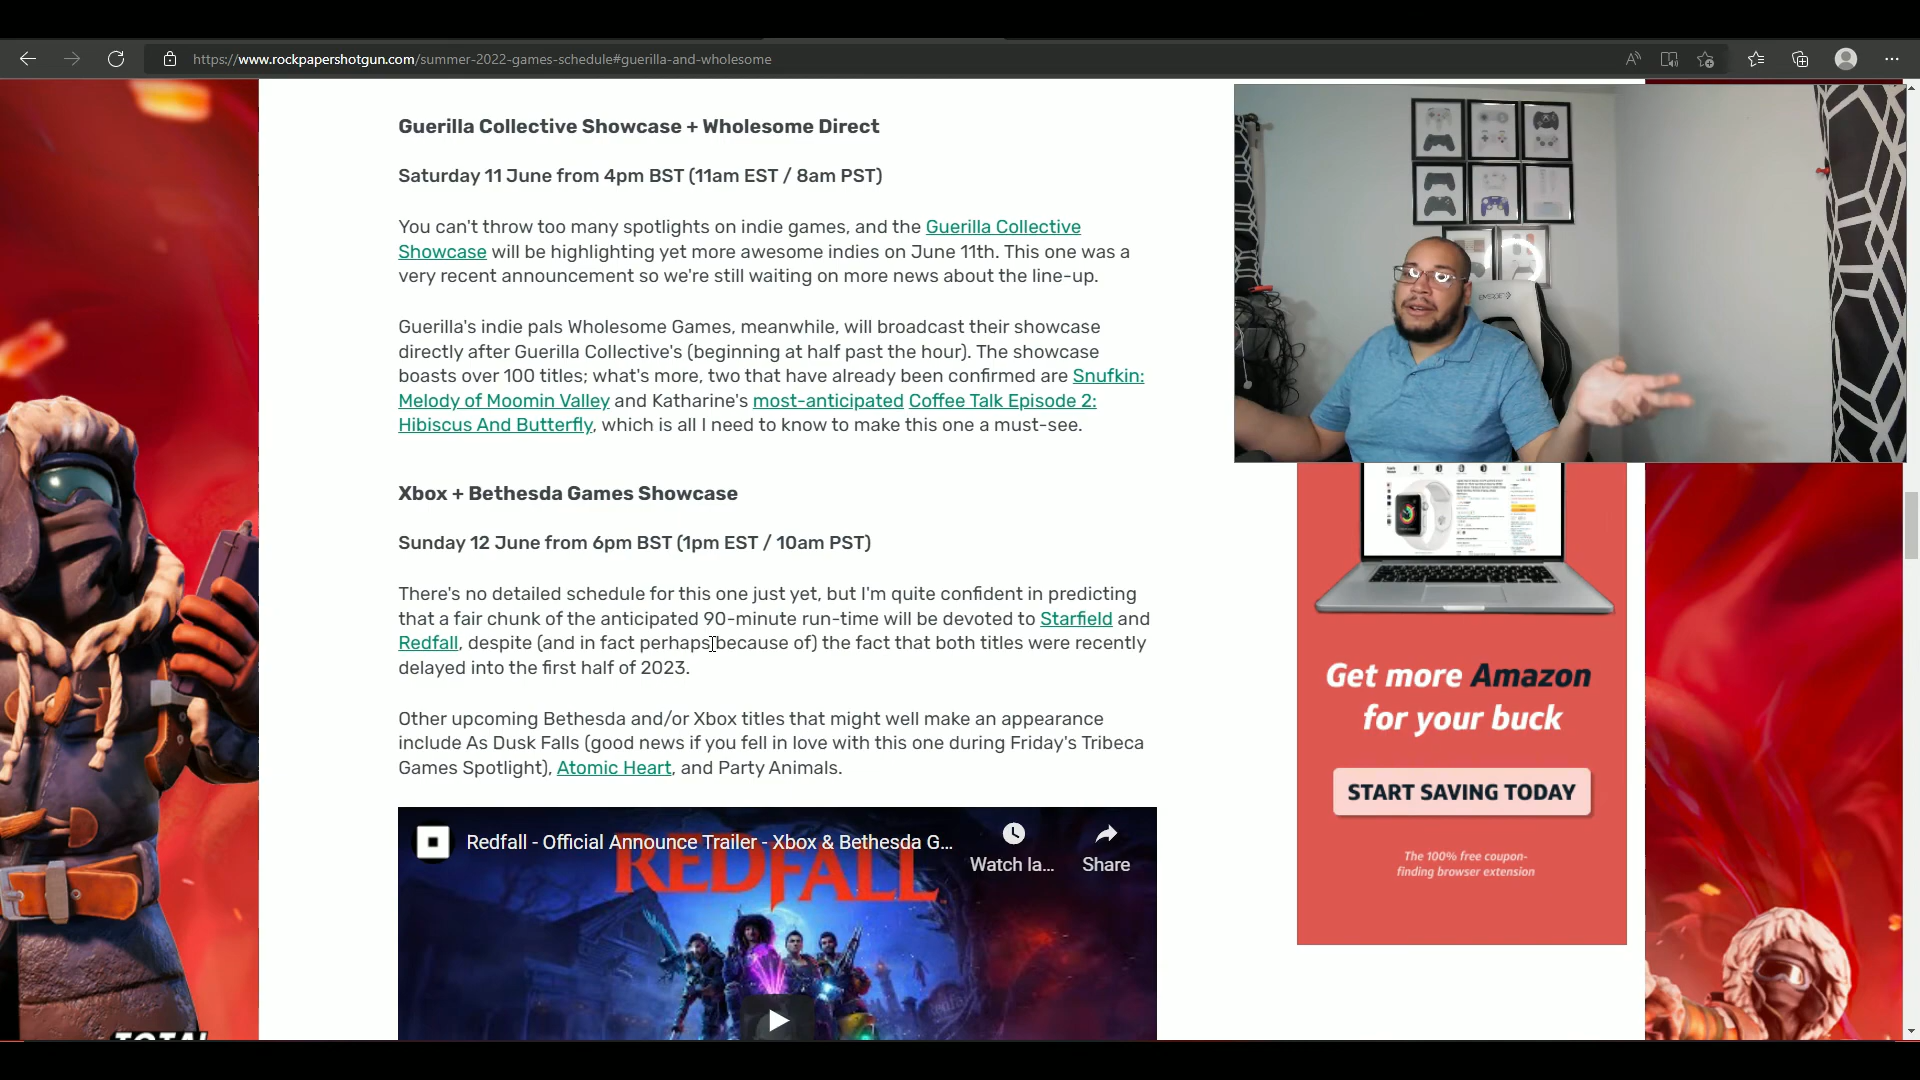 https://www.rockpapershotgun.com/summer-2022-games-schedule#guerilla-and-wholesome
Guerilla Collective Showcase + Wholesome Direct
Saturday 11 June from 4pm BST (11am EST / 8am PST)
You can't throw too many spotlights on indie games, and the Guerilla Collective
Showcase will be highlighting yet more awesome indies on June 11th. This one was a
very recent announcement so we're still waiting on more news about the line-up.
Guerilla's indie pals Wholesome Games, meanwhile, will broadcast their showcase
directly after Guerilla Collective's (beginning at half past the hour). The showcase
boasts over 100 titles; what's more, two that have already been confirmed are Snufkin:
Melody of Moomin Valley and Katharine's most-anticipated Coffee Talk Episode 2:
Hibiscus And Butterfly, which is all I need to know to make this one a must-see.
Xbox + Bethesda Games Showcase
Sunday 12 June from 6pm BST (1pm EST / 10am PST)
There's no detailed schedule for this one just yet, but I'm quite confident in predicting
that a fair chunk of the anticipated 90-minute run-time will be devoted to Starfield and
Redfall, despite (and in fact perhaps because of) the fact that both titles were recently
delayed into the first half of 2023.
Other upcoming Bethesda and/or Xbox titles that might well make an appearance
include As Dusk Falls (good news if you fell in love with this one during Friday's Tribeca
Games Spotlight), Atomic Heart, and Party Animals.
Redfall - Official Announce Trailer - Xbox & Bethesda G...
Watch la...
Share
REDFALL
Get more Amazon
for your buck
START SAVING TODAY
The 100% free coupon-
finding browser extension
TOTAL